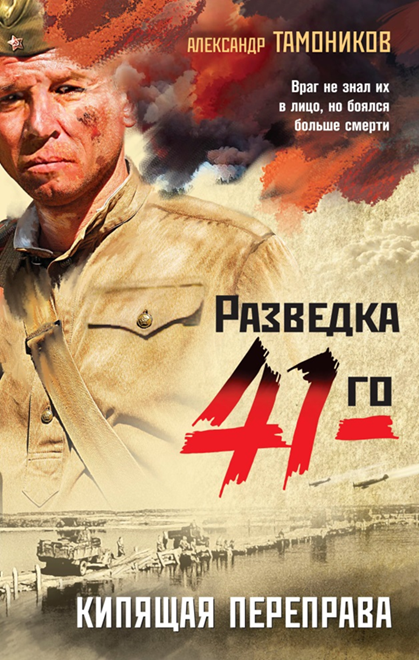 АЛЕКСАНДР ТАМОНИКОВ
Враг не знал их
в лицо, но боялся
больше смерти
РАЗВЕДКА
41-ГО
КИПЯЩАЯ ПЕРЕПРАВА